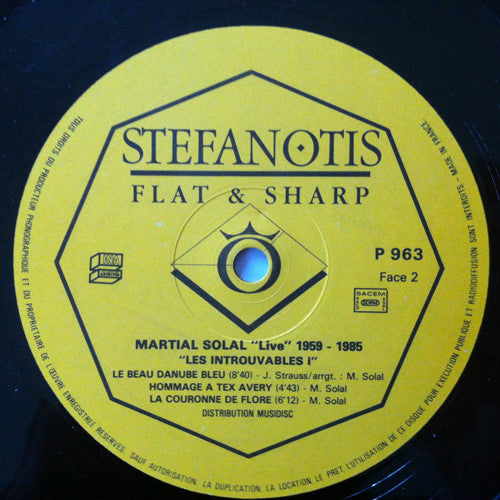 STEFANOTIS
FLAT & SHARP
P 963
Face 2
DISQUE
SACEM
SDRM
MARTIAL SOLAL "Live" 1959 - 1985
"LES INTROUVABLES I"
LE BEAU DANUBE BLEU (8'40) - J. Strauss/arrgt. : M. Solal
HOMMAGE A TEX AVERY (4'43) - M. Solal
LA COURONNE DE FLORE (6'12) - M. Solal
DISTRIBUTION MUSIDISC
TOUS DROITS DU PRODUCTEUR PHONOGRAPHIQUE ET DU PROPRIETAIRE DE L'ŒUVRE ENREGISTREE RESERVES. SAUF AUTORISATION, LA DUPLICATION, LA LOCATION, LE PRET, L'UTILISATION DE CE DISQUE POUR EXECUTION PUBLIQUE ET RADIODIFFUSION SONT INTERDITS - MADE IN FRANCE